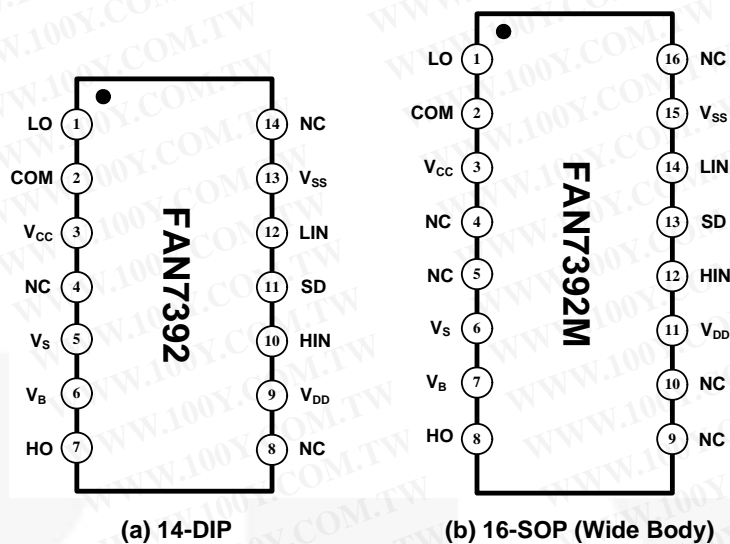 LO 1 14 NC
COM 2 13 VSS
VCC 3 12 LIN
NC 4 11 SD
VS 5 10 HIN
VB 6 9 VDD
HO 7 8 NC
FAN7392
(a) 14-DIP
LO 1 16 NC
COM 2 15 VSS
VCC 3 14 LIN
NC 4 13 SD
NC 5 12 HIN
VS 6 11 VDD
VB 7 10 NC
HO 8 9 NC
FAN7392M
(b) 16-SOP (Wide Body)
WWW.100Y.COM.TW